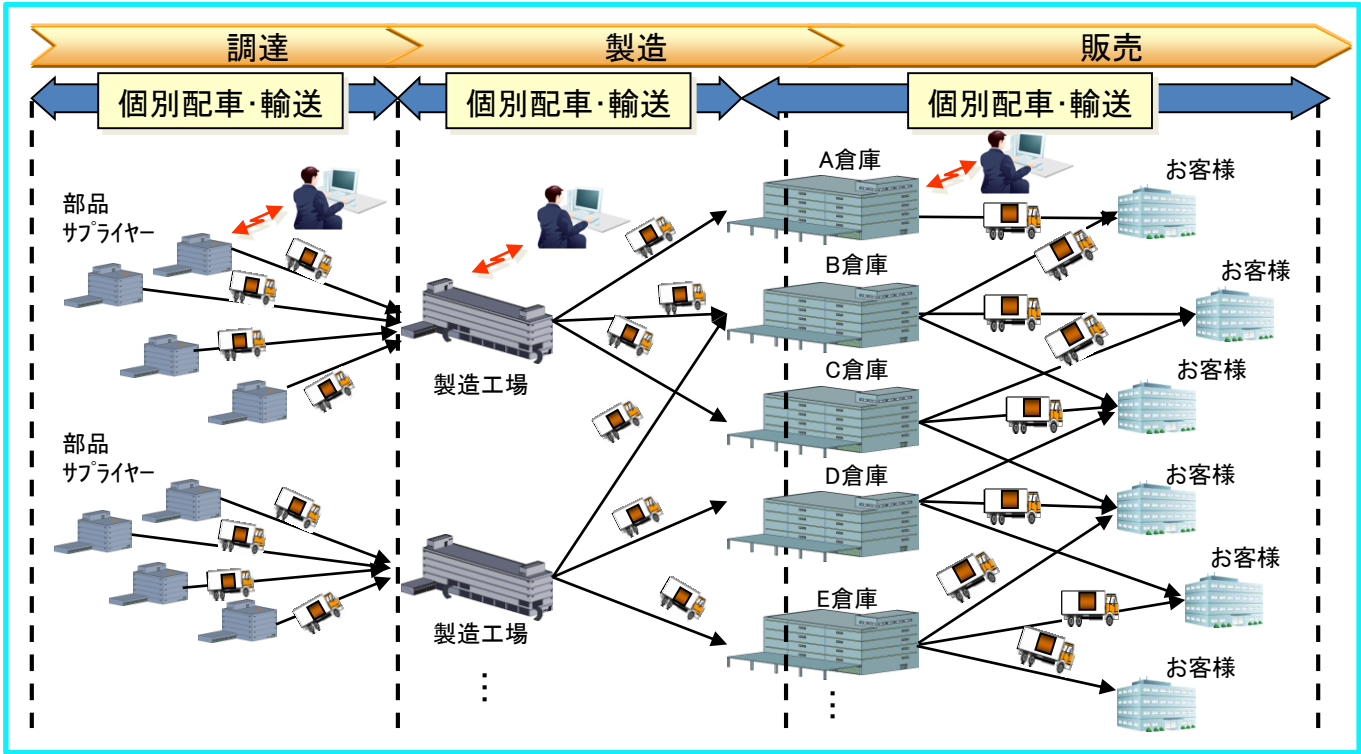 調達
製造
販売
個別配車・輸送
個別配車・輸送
個別配車・輸送
部品
サプライヤー
部品
サプライヤー
製造工場
製造工場
⋮
A倉庫
B倉庫
C倉庫
D倉庫
E倉庫
⋮
お客様
お客様
お客様
お客様
お客様
お客様